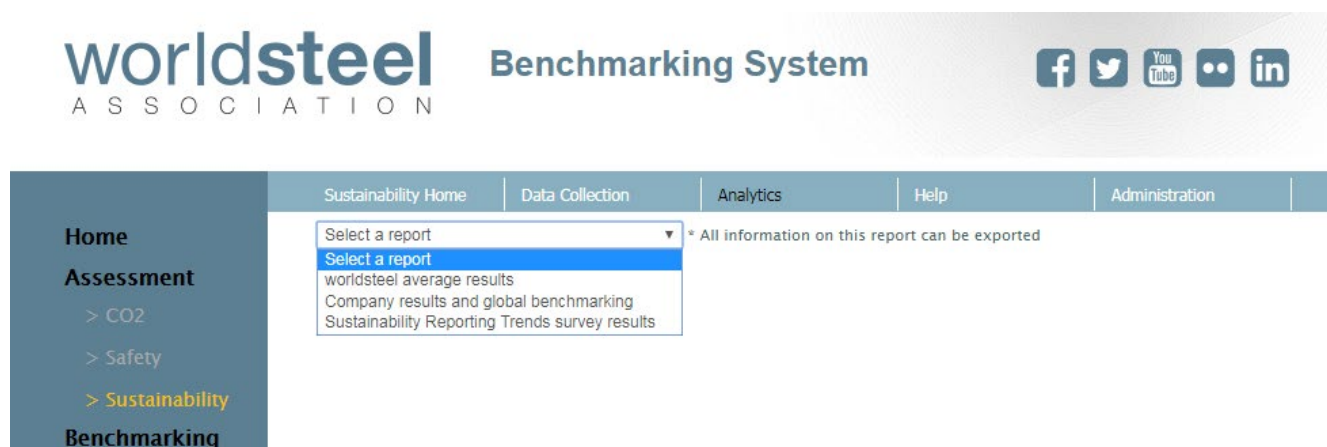 worldsteel
ASSOCIATION
Benchmarking System
You
Tube
in
Sustainability Home
Data Collection
Analytics
Help
Administration
Home
Assessment
> CO2
> Safety
> Sustainability
Benchmarking
Select a report
* All information on this report can be exported
Select a report
worldsteel average results
Company results and global benchmarking
Sustainability Reporting Trends survey results